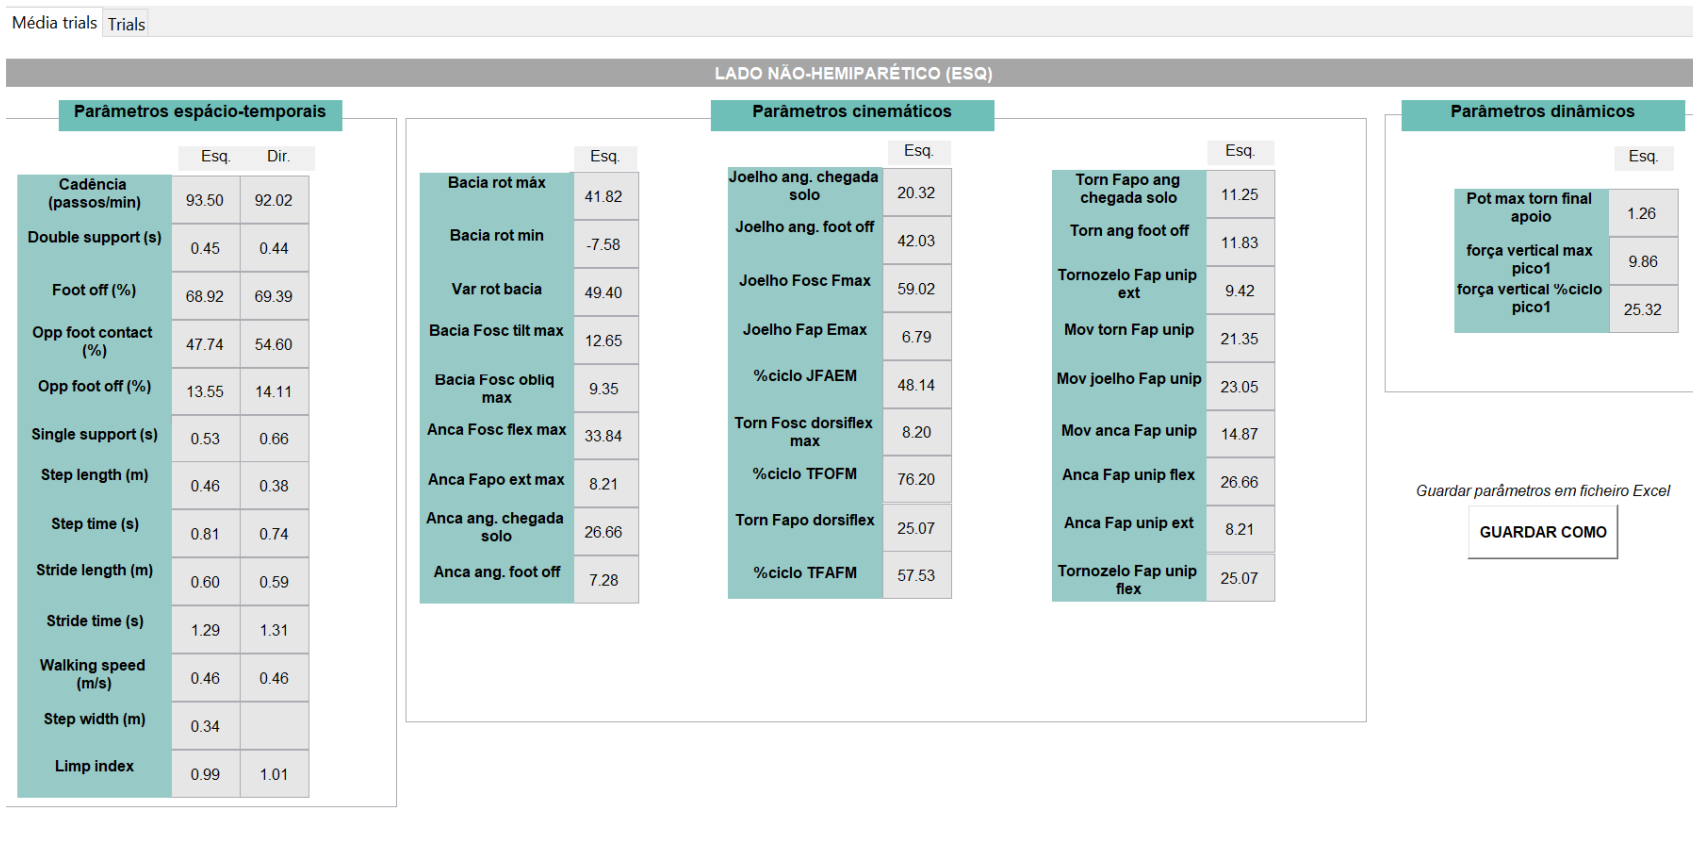 Média trials Trials
LADO NÃO-HEMIPARÉTICO (ESQ)
Parâmetros espácio-temporais
Esq. Dir.
Cadência
(passos/min) 93.50 92.02
Double support (s) 0.45 0.44
Foot off (%) 68.92 69.39
Opp foot contact
(%) 47.74 54.60
Opp foot off (%) 13.55 14.11
Single support (s) 0.53 0.66
Step length (m) 0.46 0.38
Step time (s) 0.81 0.74
Stride length (m) 0.60 0.59
Stride time (s) 1.29 1.31
Walking speed
(m/s) 0.46 0.46
Step width (m) 0.34
Limp index 0.99 1.01
Parâmetros cinemáticos
Esq.
Bacia rot máx 41.82
Bacia rot min -7.58
Var rot bacia 49.40
Bacia Fosc tilt max 12.65
Bacia Fosc obliq
max 9.35
Anca Fosc flex max 33.84
Anca Fapo ext max 8.21
Anca ang. chegada
solo 26.66
Anca ang. foot off 7.28
Esq.
Joelho ang. chegada
solo 20.32
Joelho ang. foot off 42.03
Joelho Fosc Fmax 59.02
Joelho Fap Emax 6.79
%ciclo JFAEM 48.14
Torn Fosc dorsiflex
max 8.20
%ciclo TFOFM 76.20
Torn Fapo dorsiflex 25.07
%ciclo TFAFM 57.53
Esq.
Torn Fapo ang
chegada solo 11.25
Torn ang foot off 11.83
Tornozelo Fap unip
ext 9.42
Mov torn Fap unip 21.35
Mov joelho Fap unip 23.05
Mov anca Fap unip 14.87
Anca Fap unip flex 26.66
Anca Fap unip ext 8.21
Tornozelo Fap unip
flex 25.07
Parâmetros dinâmicos
Esq.
Pot max torn final
apoio 1.26
força vertical max
pico1 9.86
força vertical %ciclo
pico1 25.32
Guardar parâmetros em ficheiro Excel
GUARDAR COMO